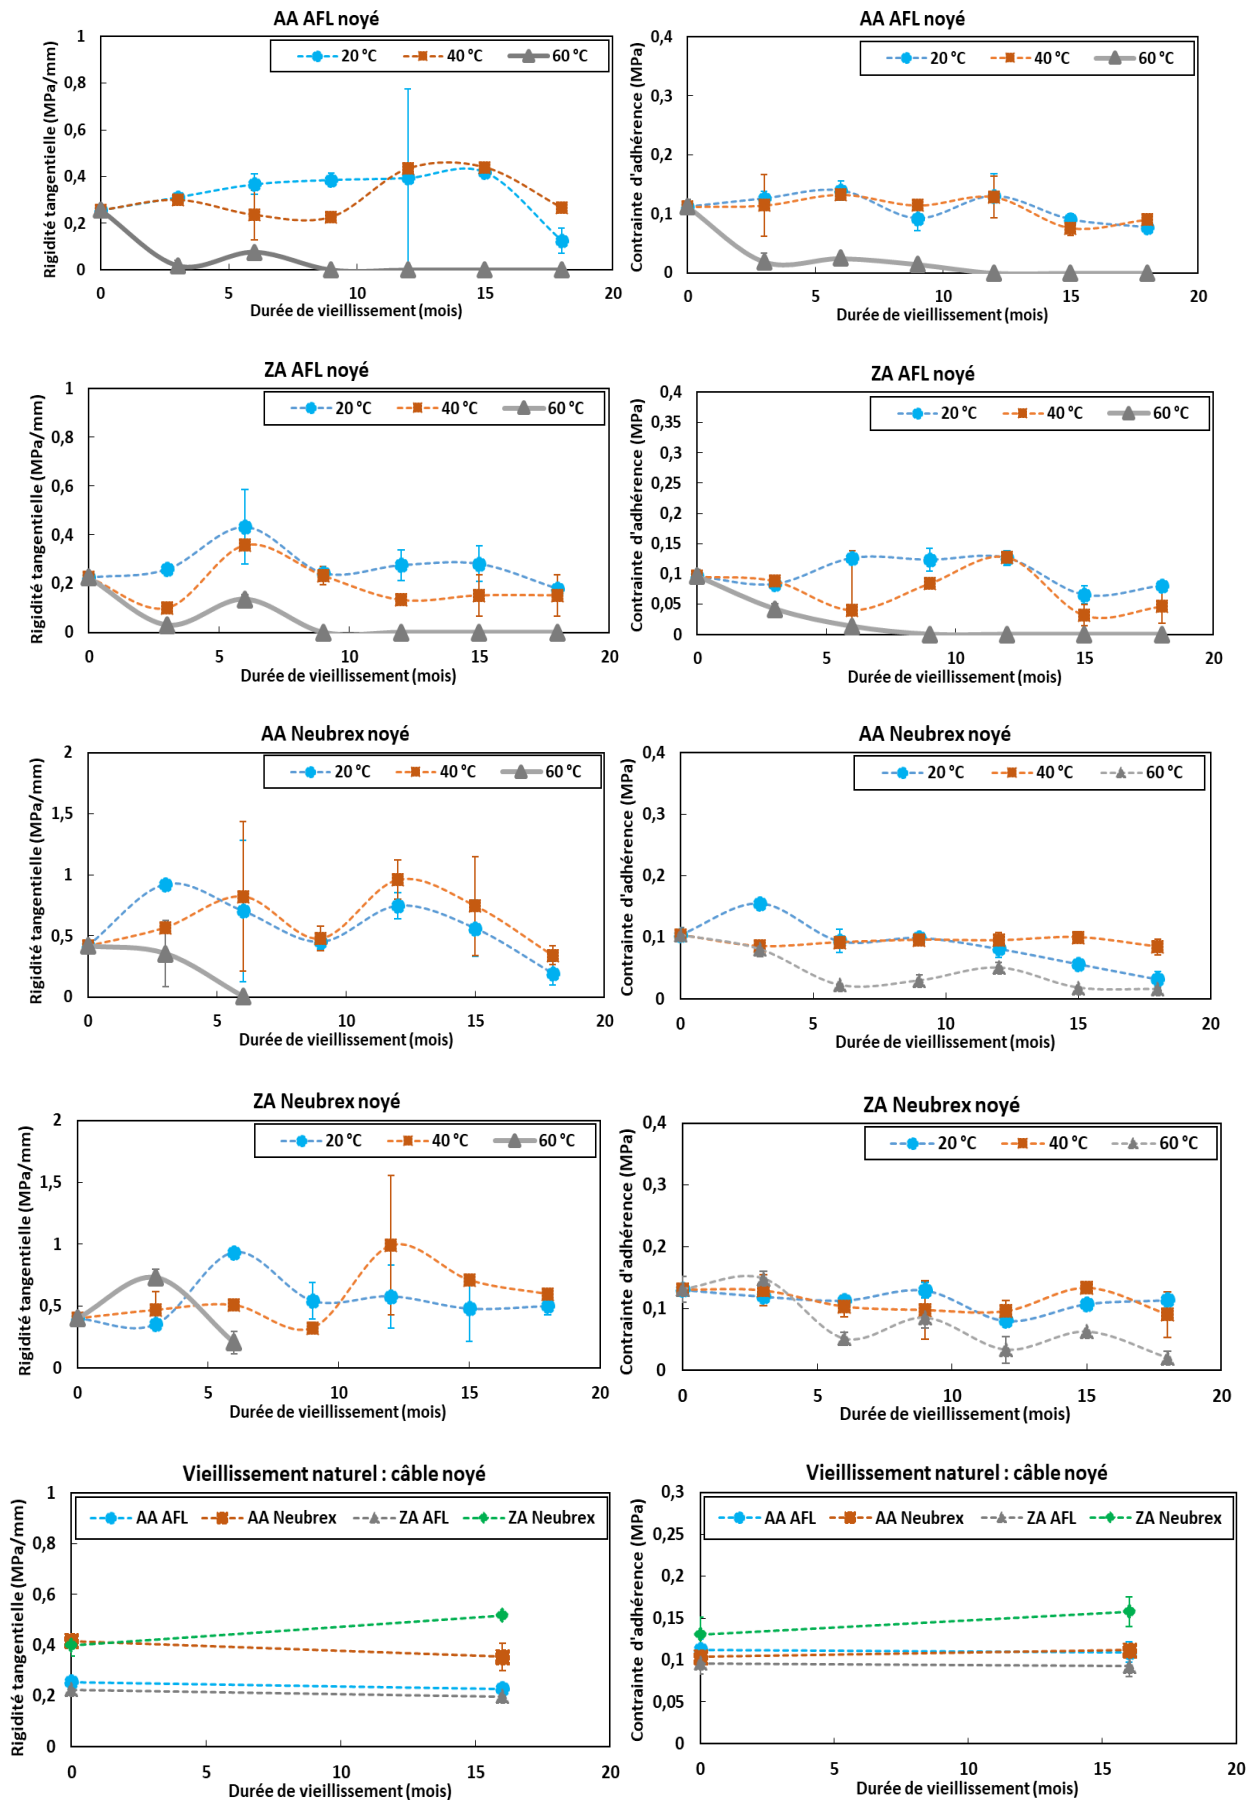 AA AFL noyé
20 °C 40 °C 60 °C
Rigidité tangentielle (MPa/mm)
1
0,8
0,6
0,4
0,2
0
0 5 10 15 20
Durée de vieillissement (mois)
AA AFL noyé
20 °C 40 °C 60 °C
Contrainte d'adhérence (MPa)
0,4
0,3
0,2
0,1
0
0 5 10 15 20
Durée de vieillissement (mois)
ZA AFL noyé
20 °C 40 °C 60 °C
Rigidité tangentielle (MPa/mm)
1
0,8
0,6
0,4
0,2
0
0 5 10 15 20
Durée de vieillissement (mois)
ZA AFL noyé
20 °C 40 °C 60 °C
Contrainte d'adhérence (MPa)
0,4
0,35
0,3
0,25
0,2
0,15
0,1
0,05
0
0 5 10 15 20
Durée de vieillissement (mois)
AA Neubrex noyé
20 °C 40 °C 60 °C
Rigidité tangentielle (MPa/mm)
2
1,5
1
0,5
0
0 5 10 15 20
Durée de vieillissement (mois)
AA Neubrex noyé
20 °C 40 °C 60 °C
Contrainte d'adhérence (MPa)
0,4
0,3
0,2
0,1
0
0 5 10 15 20
Durée de vieillissement (mois)
ZA Neubrex noyé
20 °C 40 °C 60 °C
Rigidité tangentielle (MPa/mm)
2
1,5
1
0,5
0
0 5 10 15 20
Durée de vieillissement (mois)
ZA Neubrex noyé
20 °C 40 °C 60 °C
Contrainte d'adhérence (MPa)
0,4
0,3
0,2
0,1
0
0 5 10 15 20
Durée de vieillissement (mois)
Vieillissement naturel : câble noyé
AA AFL AA Neubrex ZA AFL ZA Neubrex
Rigidité tangentielle (MPa/mm)
1
0,8
0,6
0,4
0,2
0
0 5 10 15 20
Durée de vieillissement (mois)
Vieillissement naturel : câble noyé
AA AFL AA Neubrex ZA AFL ZA Neubrex
Contrainte d'adhérence (MPa)
0,3
0,25
0,2
0,15
0,1
0,05
0
0 5 10 15 20
Durée de vieillissement (mois)